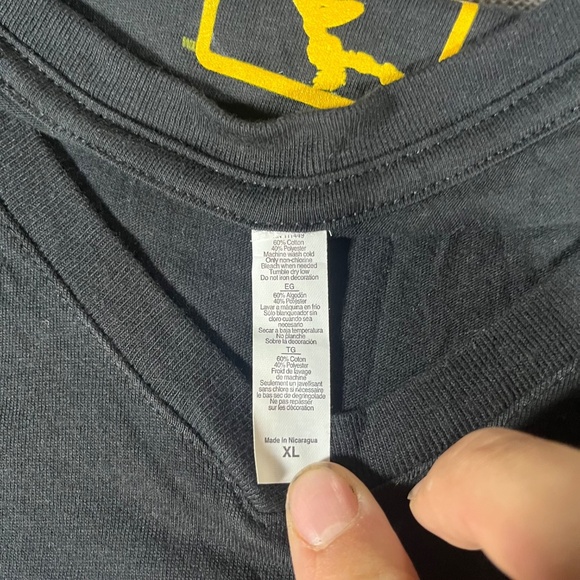 60% Cotton
40% Polyester
Machine wash cold
Only non-chlorine
Bleach when needed
Tumble dry low
Do not iron decoration
EG
60% Algodón
40% Poliéster
Lavar a máquina en frío
Sólo blanqueador sin
cloro cuando sea
necesario
Secar a baja temperatura
No planche
Sobre la decoración
TG
60% Coton
40% Polyester
Froid de lavage
de machine
Seulement un javellisant
sans chlore si nécessaire
le bas sec de degringolade
Ne pas repasser
sur les décoration
Made in Nicaragua
XL